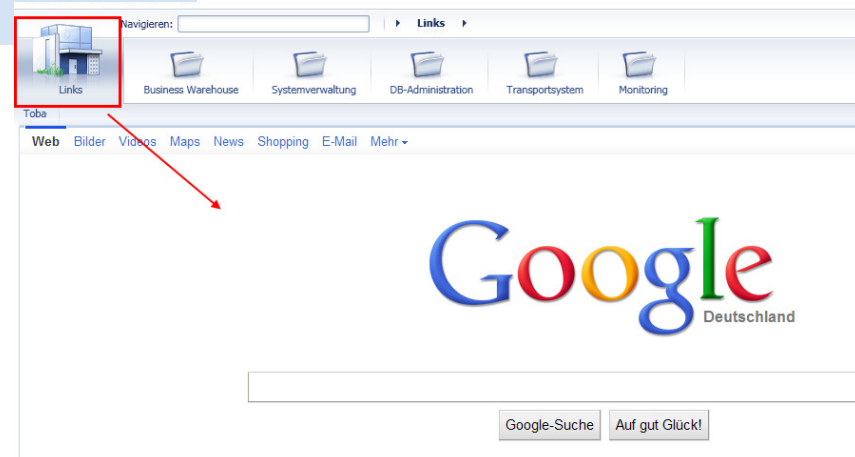 Navigieren: Links
Links Business Warehouse Systemverwaltung DB-Administration Transportsystem Monitoring
Toba
Web Bilder Videos Maps News Shopping E-Mail Mehr
Google
Deutschland
Google-Suche Auf gut Glück!